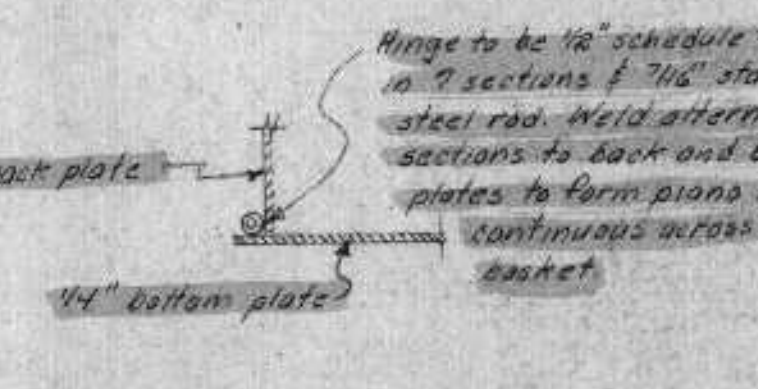 Hinge to be 1/2" schedule
in 7 sections & 7/16" sta
steel rod. Weld altern
sections to back and b
plates to form piano
continuous across
basket
ack plate
1/4" bottom plate